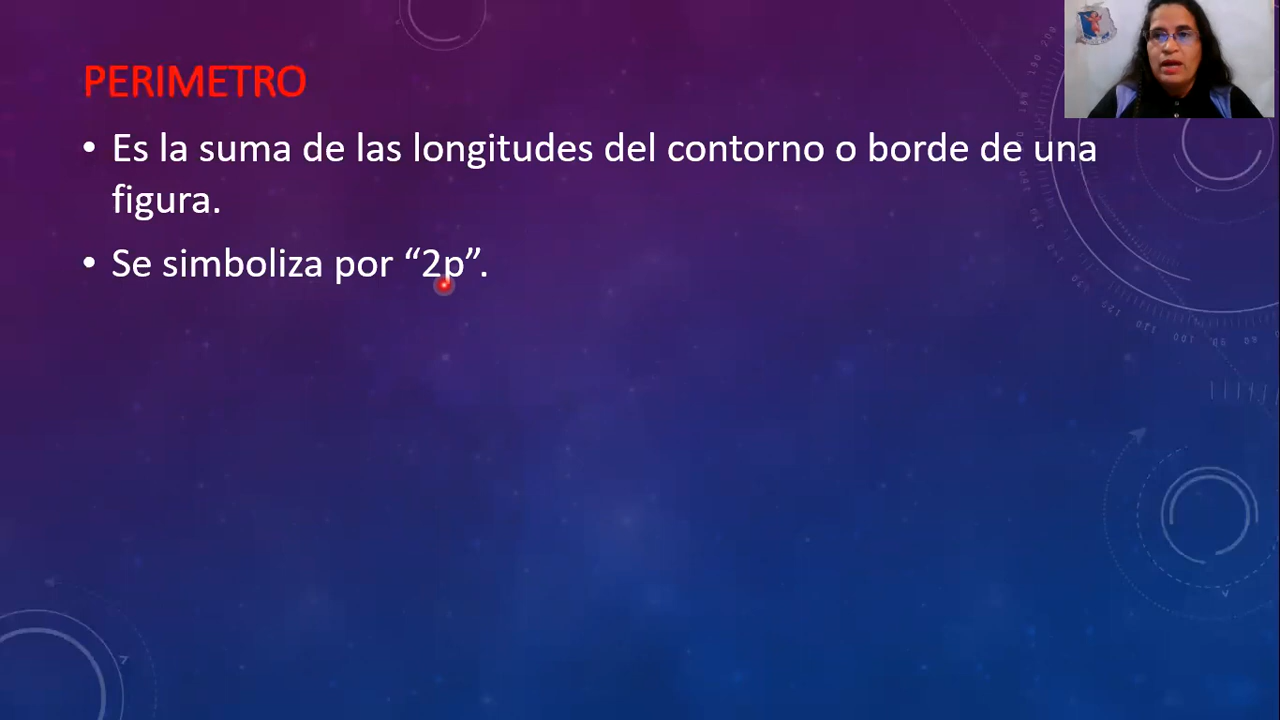 PERIMETRO
• Es la suma de las longitudes del contorno o borde de una
figura.
• Se simboliza por “2p”.